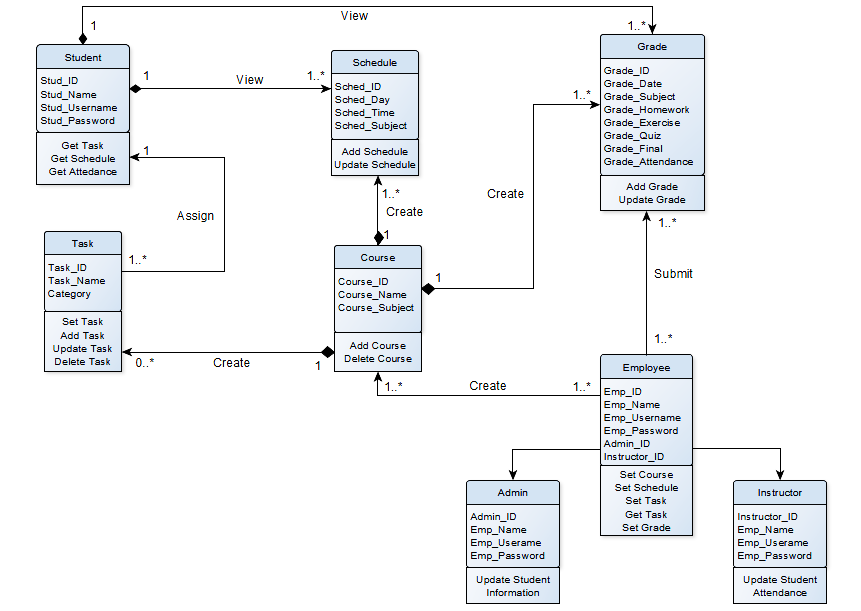 View
1
1..*
Student
Stud_ID
Stud_Name
Stud_Username
Stud_Password
Get Task
Get Schedule
Get Attedance
1
View
1..*
Schedule
Sched_ID
Sched_Day
Sched_Time
Sched_Subject
Add Schedule
Update Schedule
Grade
Grade_ID
Grade_Date
Grade_Subject
Grade_Homework
Grade_Exercise
Grade_Quiz
Grade_Final
Grade_Attendance
Add Grade
Update Grade
1..*
1
Assign
1..*
1..*
Create
1
Create
1
1..*
Submit
1..*
Task
Task_ID
Task_Name
Category
Set Task
Add Task
Update Task
Delete Task
Course
Course_ID
Course_Name
Course_Subject
Add Course
Delete Course
0..*
Create
1
1..*
Create
1..*
Employee
Emp_ID
Emp_Name
Emp_Username
Emp_Password
Admin_ID
Instructor_ID
Set Course
Set Schedule
Set Task
Get Task
Set Grade
Admin
Admin_ID
Emp_Name
Emp_Userame
Emp_Password
Update Student
Information
Instructor
Instructor_ID
Emp_Name
Emp_Userame
Emp_Password
Update Student
Attendance